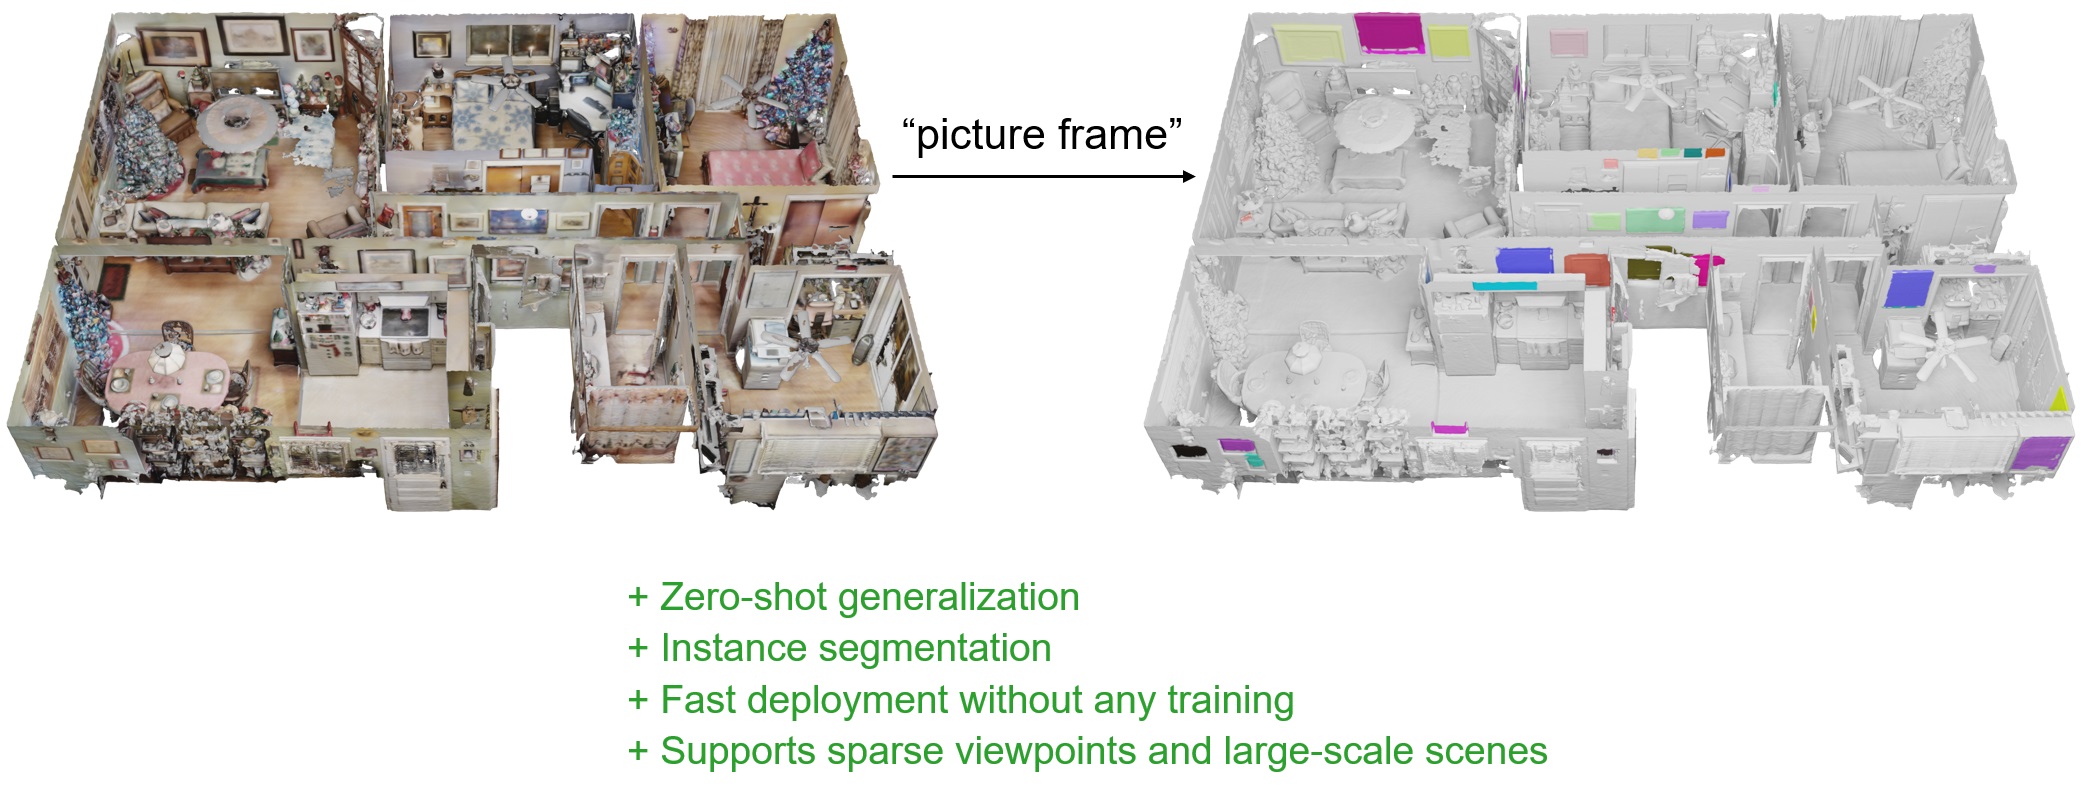 “picture frame”
+ Zero-shot generalization
+ Instance segmentation
+ Fast deployment without any training
+ Supports sparse viewpoints and large-scale scenes